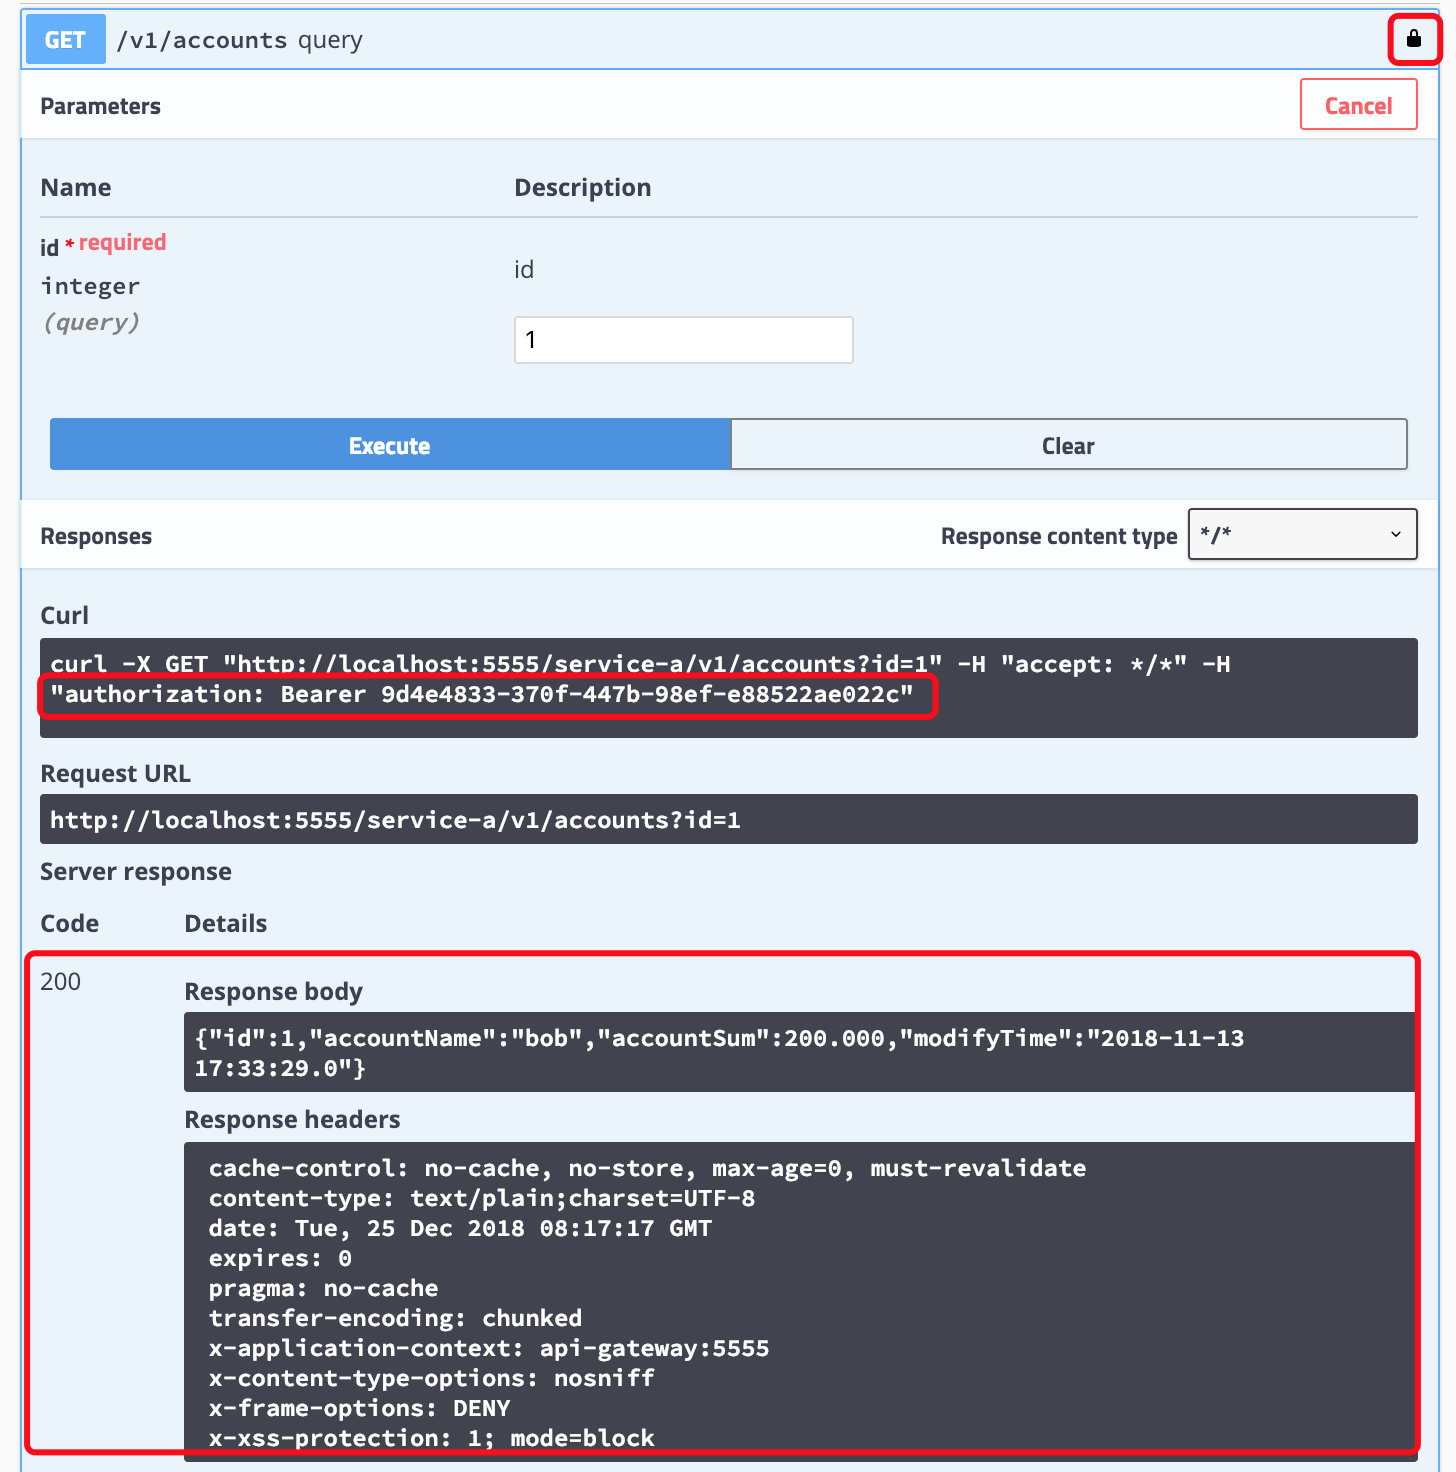 GET /v1/accounts query
Parameters
Cancel
Name Description
id * required
integer
(query)
id
1
Execute Clear
Responses
Response content type */*
Curl
curl -X GET "http://localhost:5555/service-a/v1/accounts?id=1" -H "accept: */*" -H
"authorization: Bearer 9d4e4833-370f-447b-98ef-e88522ae022c"
Request URL
http://localhost:5555/service-a/v1/accounts?id=1
Server response
Code Details
200
Response body
{"id":1,"accountName":"bob","accountSum":200.000,"modifyTime":"2018-11-13
17:33:29.0"}
Response headers
cache-control: no-cache, no-store, max-age=0, must-revalidate
content-type: text/plain;charset=UTF-8
date: Tue, 25 Dec 2018 08:17:17 GMT
expires: 0
pragma: no-cache
transfer-encoding: chunked
x-application-context: api-gateway:5555
x-content-type-options: nosniff
x-frame-options: DENY
x-xss-protection: 1; mode=block